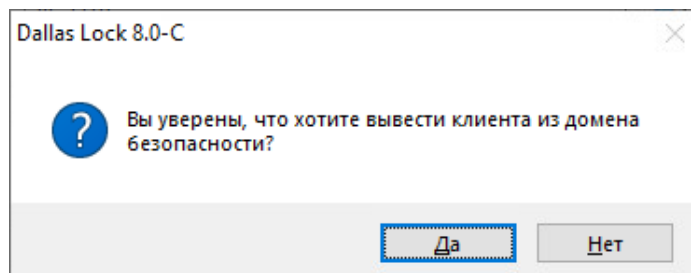 Dallas Lock 8.0-C
Вы уверены, что хотите вывести клиента из домена
безопасности?
Да
Нет